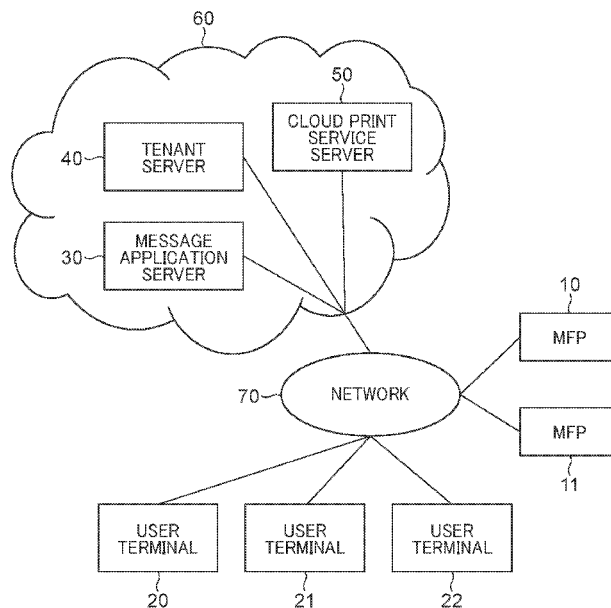 60
50
CLOUD PRINT
SERVICE
SERVER
40
TENANT
SERVER
30
MESSAGE
APPLICATION
SERVER
10
MFP
70
NETWORK
MFP
11
USER
TERMINAL
USER
TERMINAL
USER
TERMINAL
20
21
22